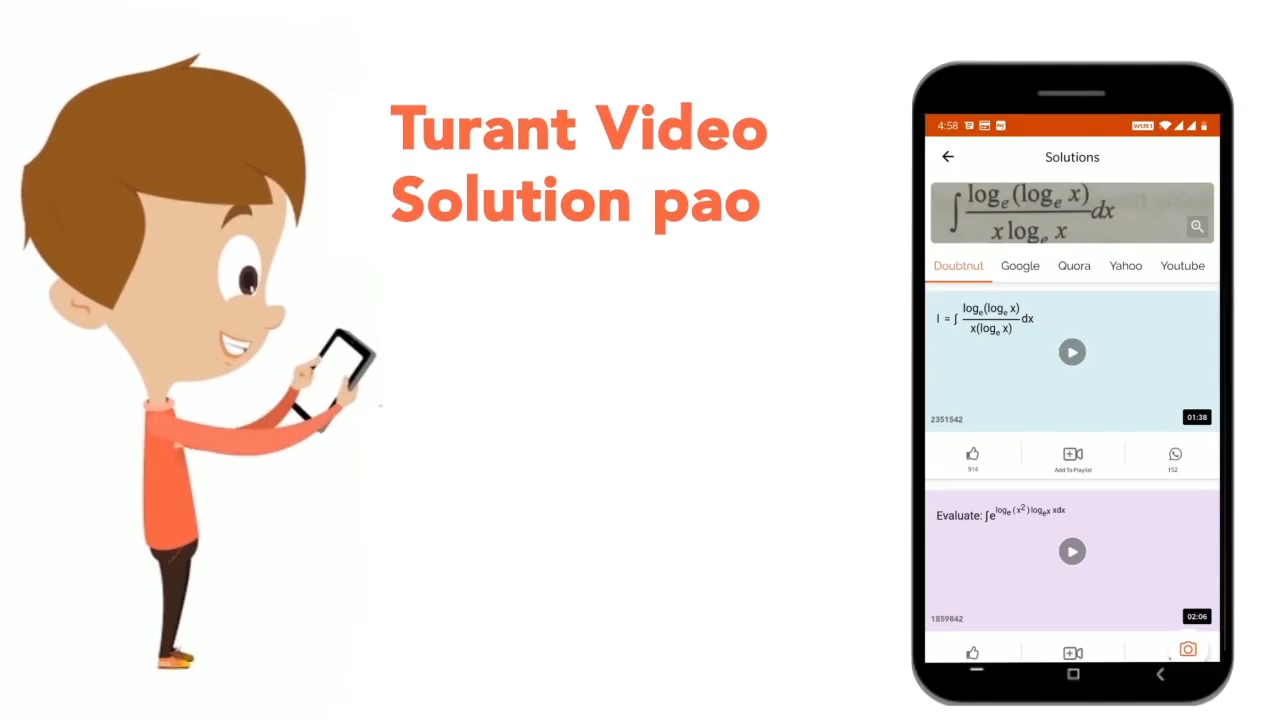 Turant Video
Solution pao
4:58
VoLTE1
Solutions
∫ logₑ(logₑ x) / x logₑ x dx
Doubtnut Google Quora Yahoo Youtube
I = ∫ logₑ(logₑ x) / x(logₑ x) dx
2351542 01:38
914 Add To Playlist 152
Evaluate: ∫e^logₑ(x²)logₑx xdx
1859842 02:06